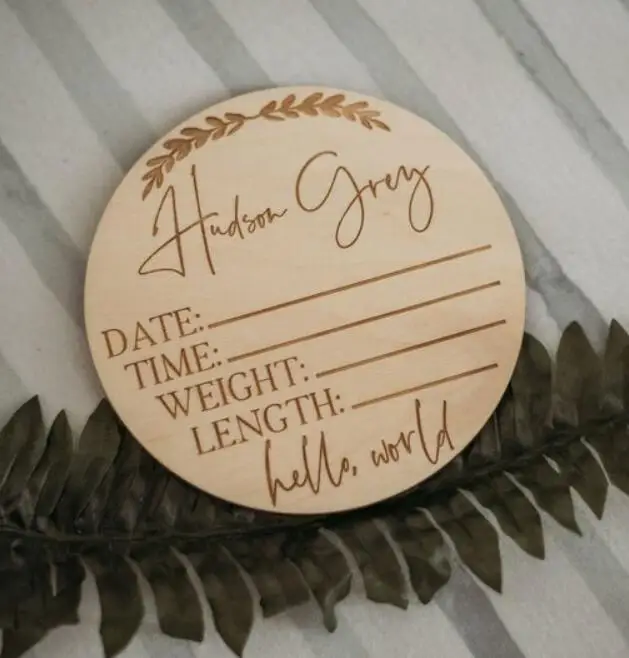 Hudson Grey
DATE:
TIME:
WEIGHT:
LENGTH:
hello, world